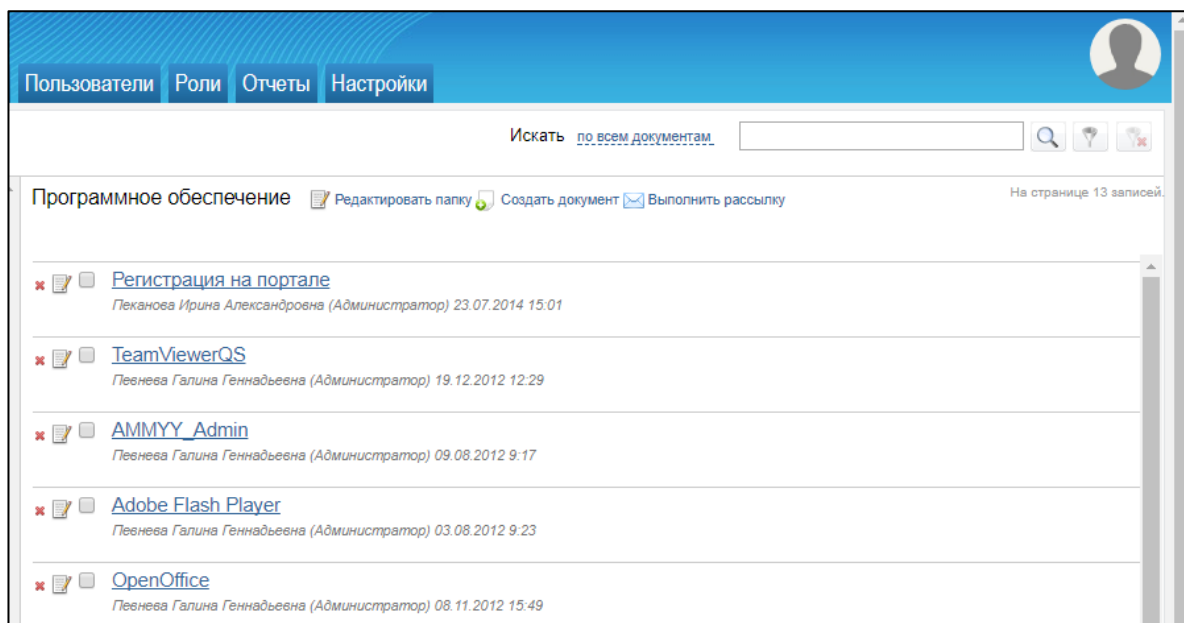 Пользователи Роли Отчеты Настройки
Искать по всем документам
Программное обеспечение Редактировать папку Создать документ Выполнить рассылку На странице 13 записей.
Регистрация на портале
Пеканова Ирина Александровна (Администратор) 23.07.2014 15:01
TeamViewerQS
Певнева Галина Геннадьевна (Администратор) 19.12.2012 12:29
AMMYY_Admin
Певнева Галина Геннадьевна (Администратор) 09.08.2012 9:17
Adobe Flash Player
Певнева Галина Геннадьевна (Администратор) 03.08.2012 9:23
OpenOffice
Певнева Галина Геннадьевна (Администратор) 08.11.2012 15:49